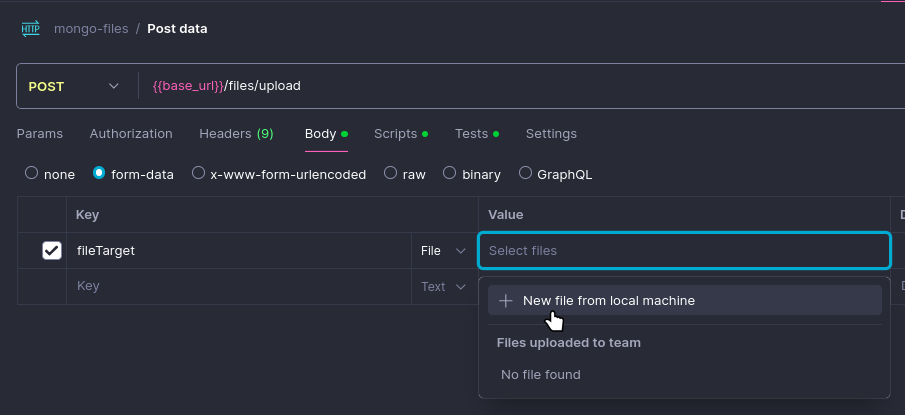 HTTP mongo-files / Post data
POST {{base_url}}/files/upload
Params Authorization Headers (9) Body Scripts Tests Settings
none form-data x-www-form-urlencoded raw binary GraphQL
Key Value
fileTarget File Select files
Key Text
New file from local machine
Files uploaded to team
No file found